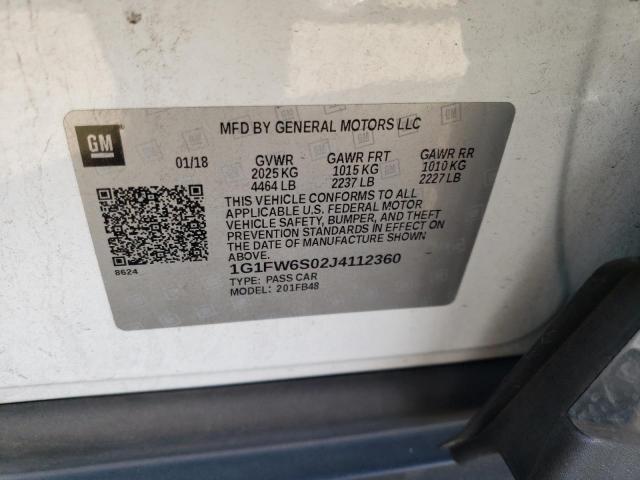 GM
MFD BY GENERAL MOTORS LLC
01/18 GVWR GAWR FRT GAWR RR
2025 KG 1015 KG 1010 KG
4464 LB 2237 LB 2227 LB
THIS VEHICLE CONFORMS TO ALL
APPLICABLE U.S. FEDERAL MOTOR
VEHICLE SAFETY, BUMPER, AND THEFT
PREVENTION STANDARDS IN EFFECT ON
THE DATE OF MANUFACTURE SHOWN
ABOVE.
8624
1G1FW6S02J4112360
TYPE: PASS CAR
MODEL: 201FB48